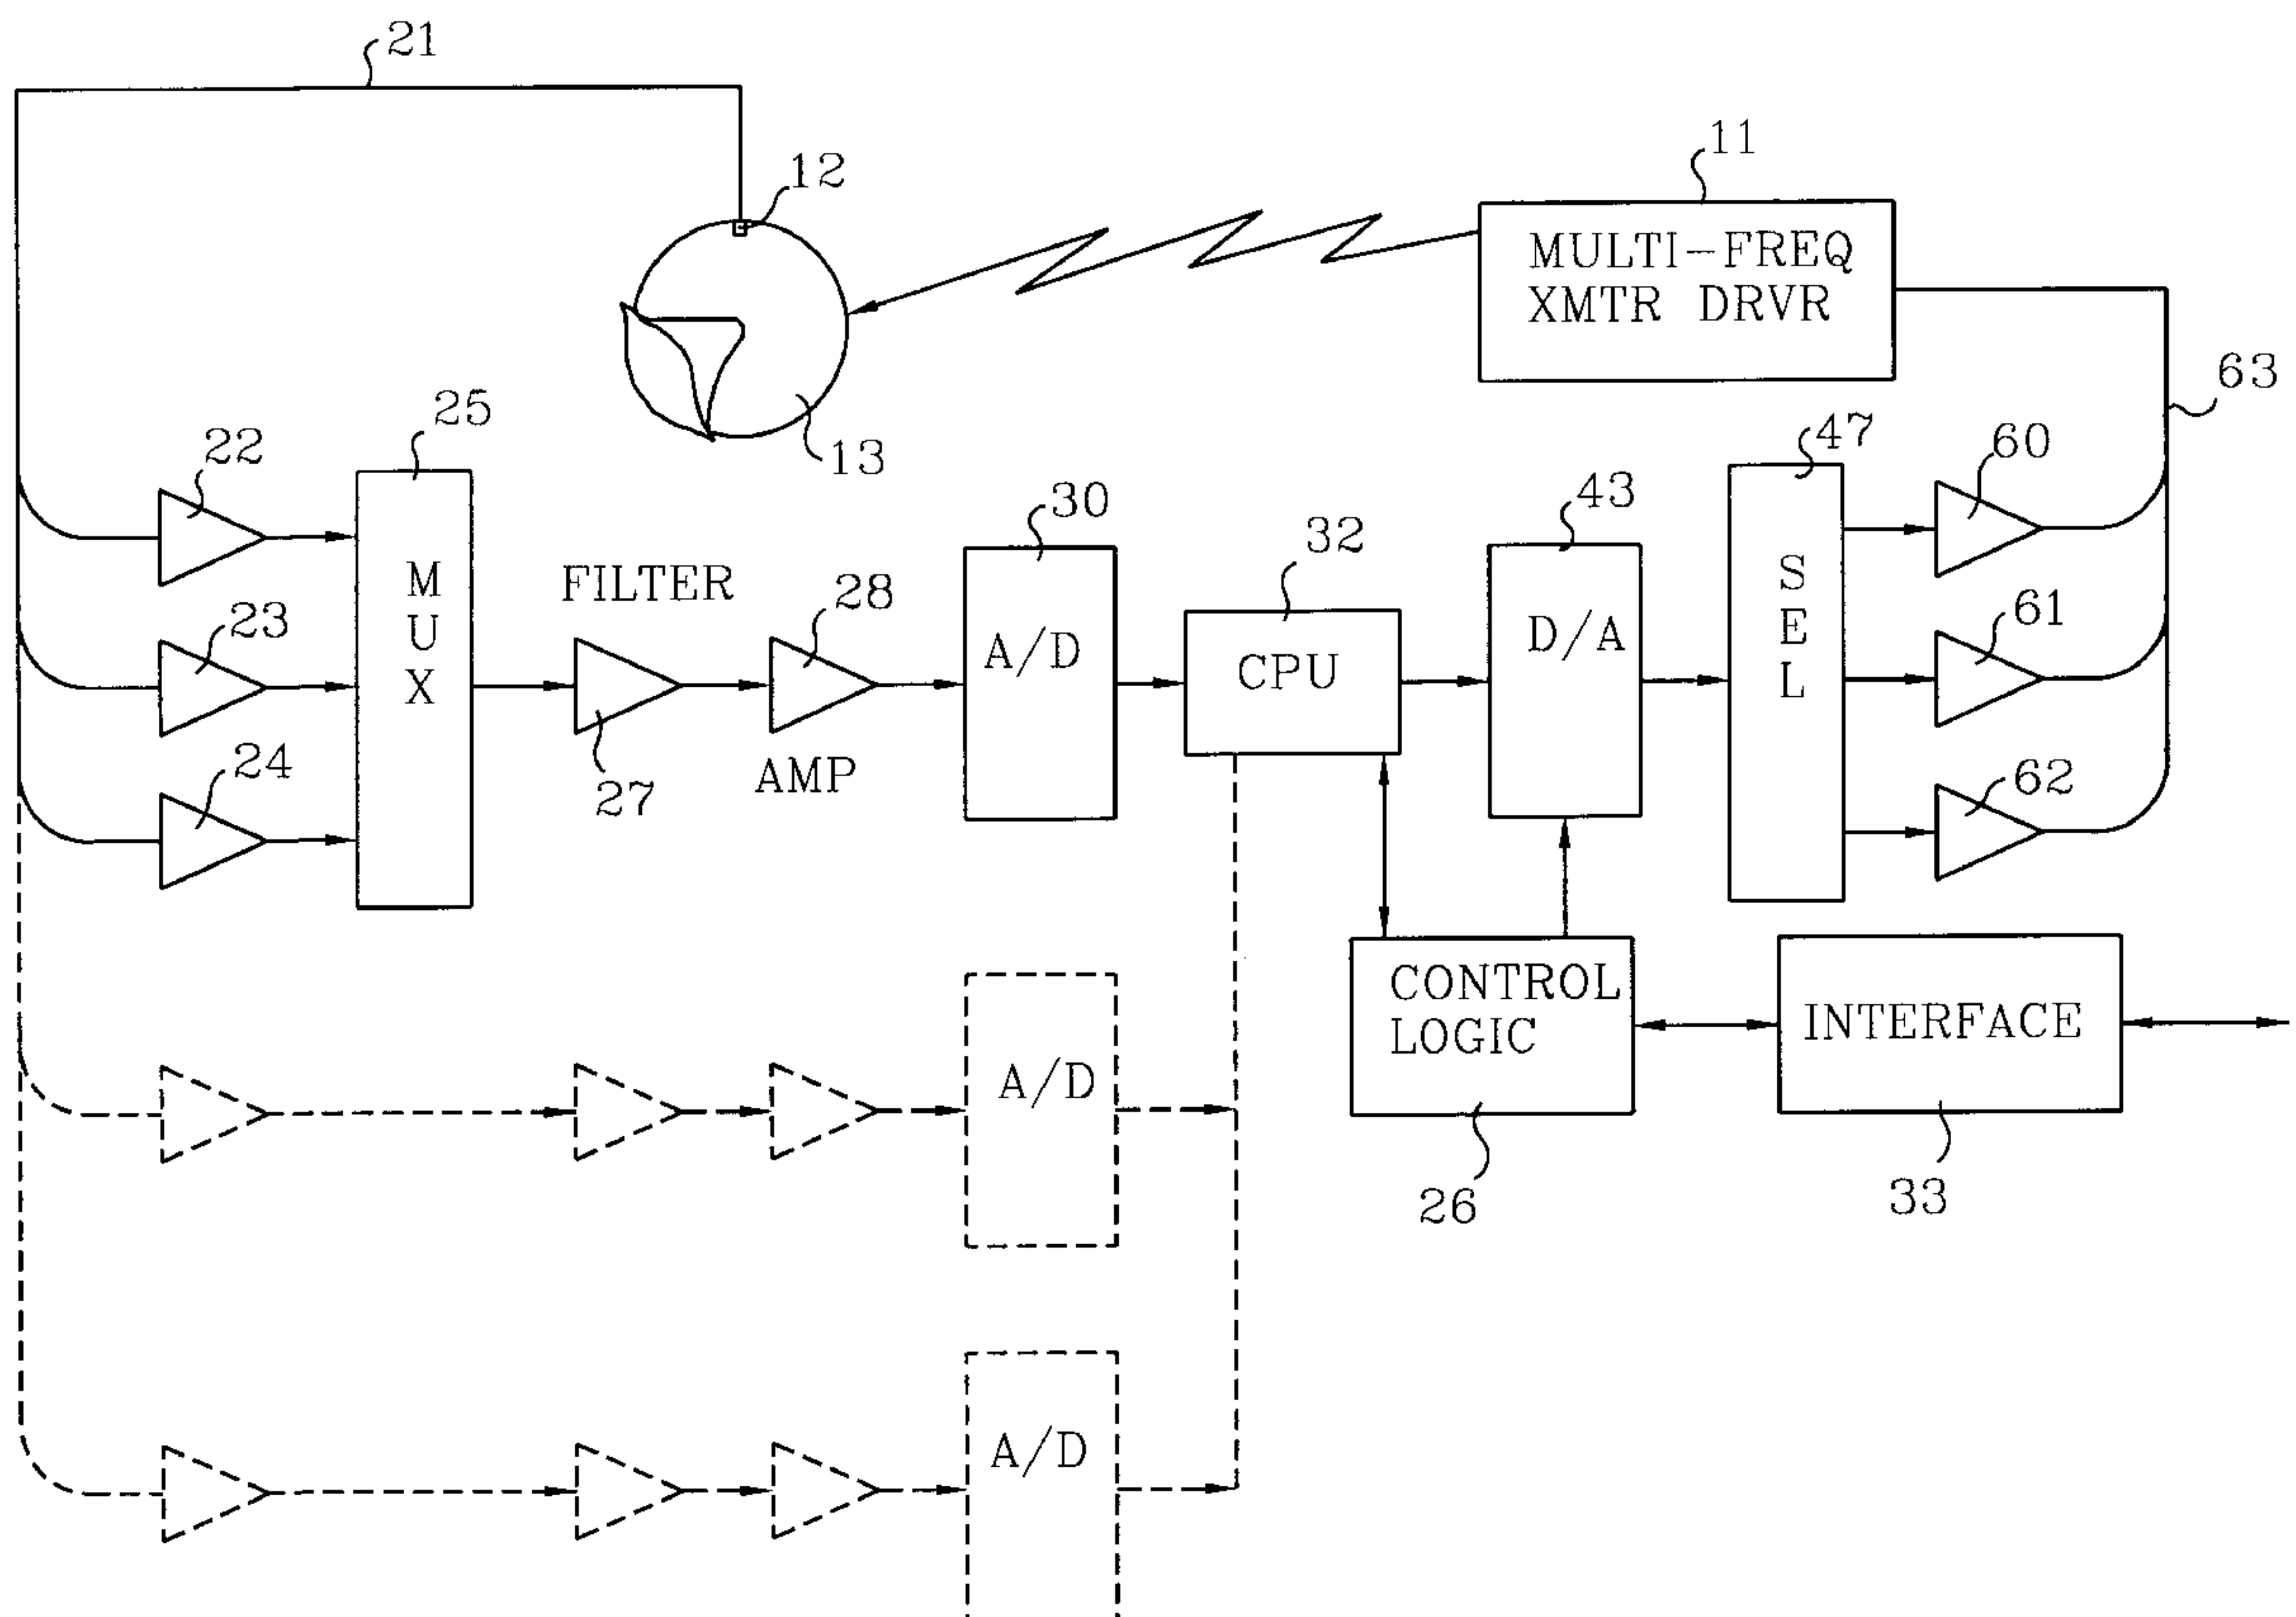 21
12
11
MULTI-FREQ
XMTR DRVR
63
25
22
13
47
60
30
43
32
M
U
X
FILTER
28
S
E
L
23
A/D
CPU
D/A
61
24
27
AMP
62
CONTROL
LOGIC
INTERFACE
A/D
26
33
A/D